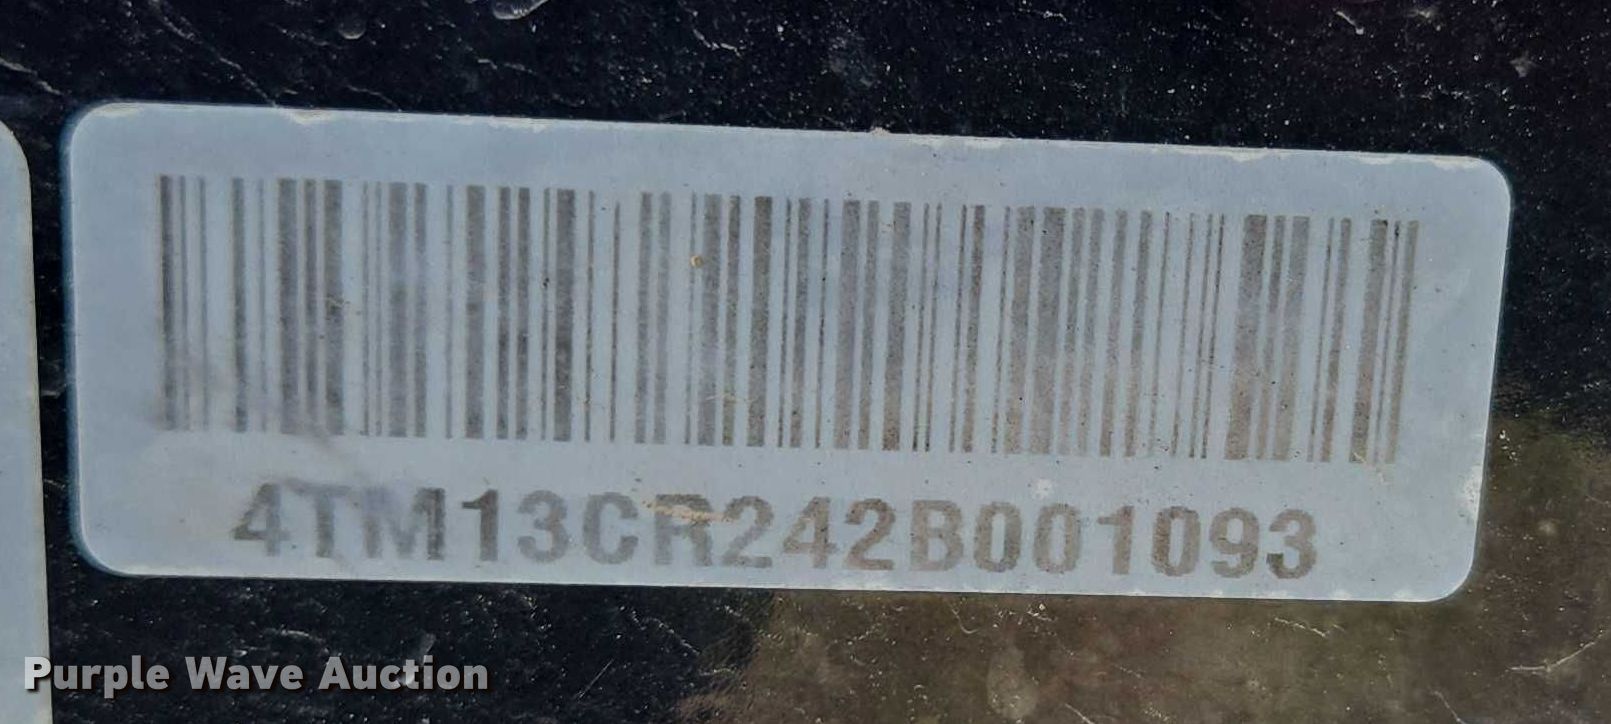 4TM13CR242B001093
Purple Wave Auction